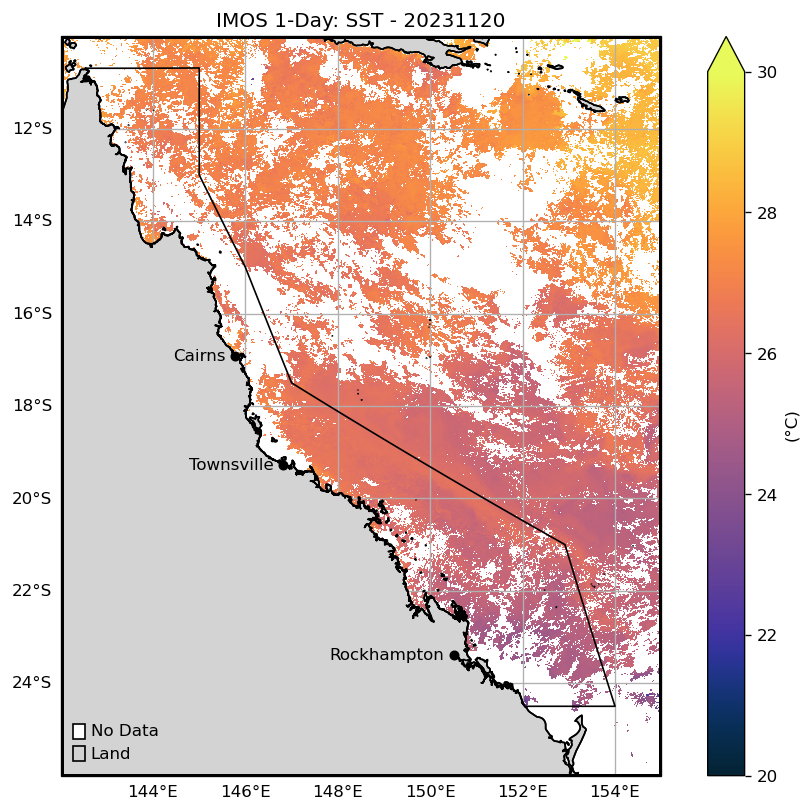 IMOS 1-Day: SST - 20231120
12°S
14°S
16°S
18°S
20°S
22°S
24°S
Cairns
Townsville
Rockhampton
No Data
Land
144°E 146°E 148°E 150°E 152°E 154°E
30
28
26
24
22
20
(°C)